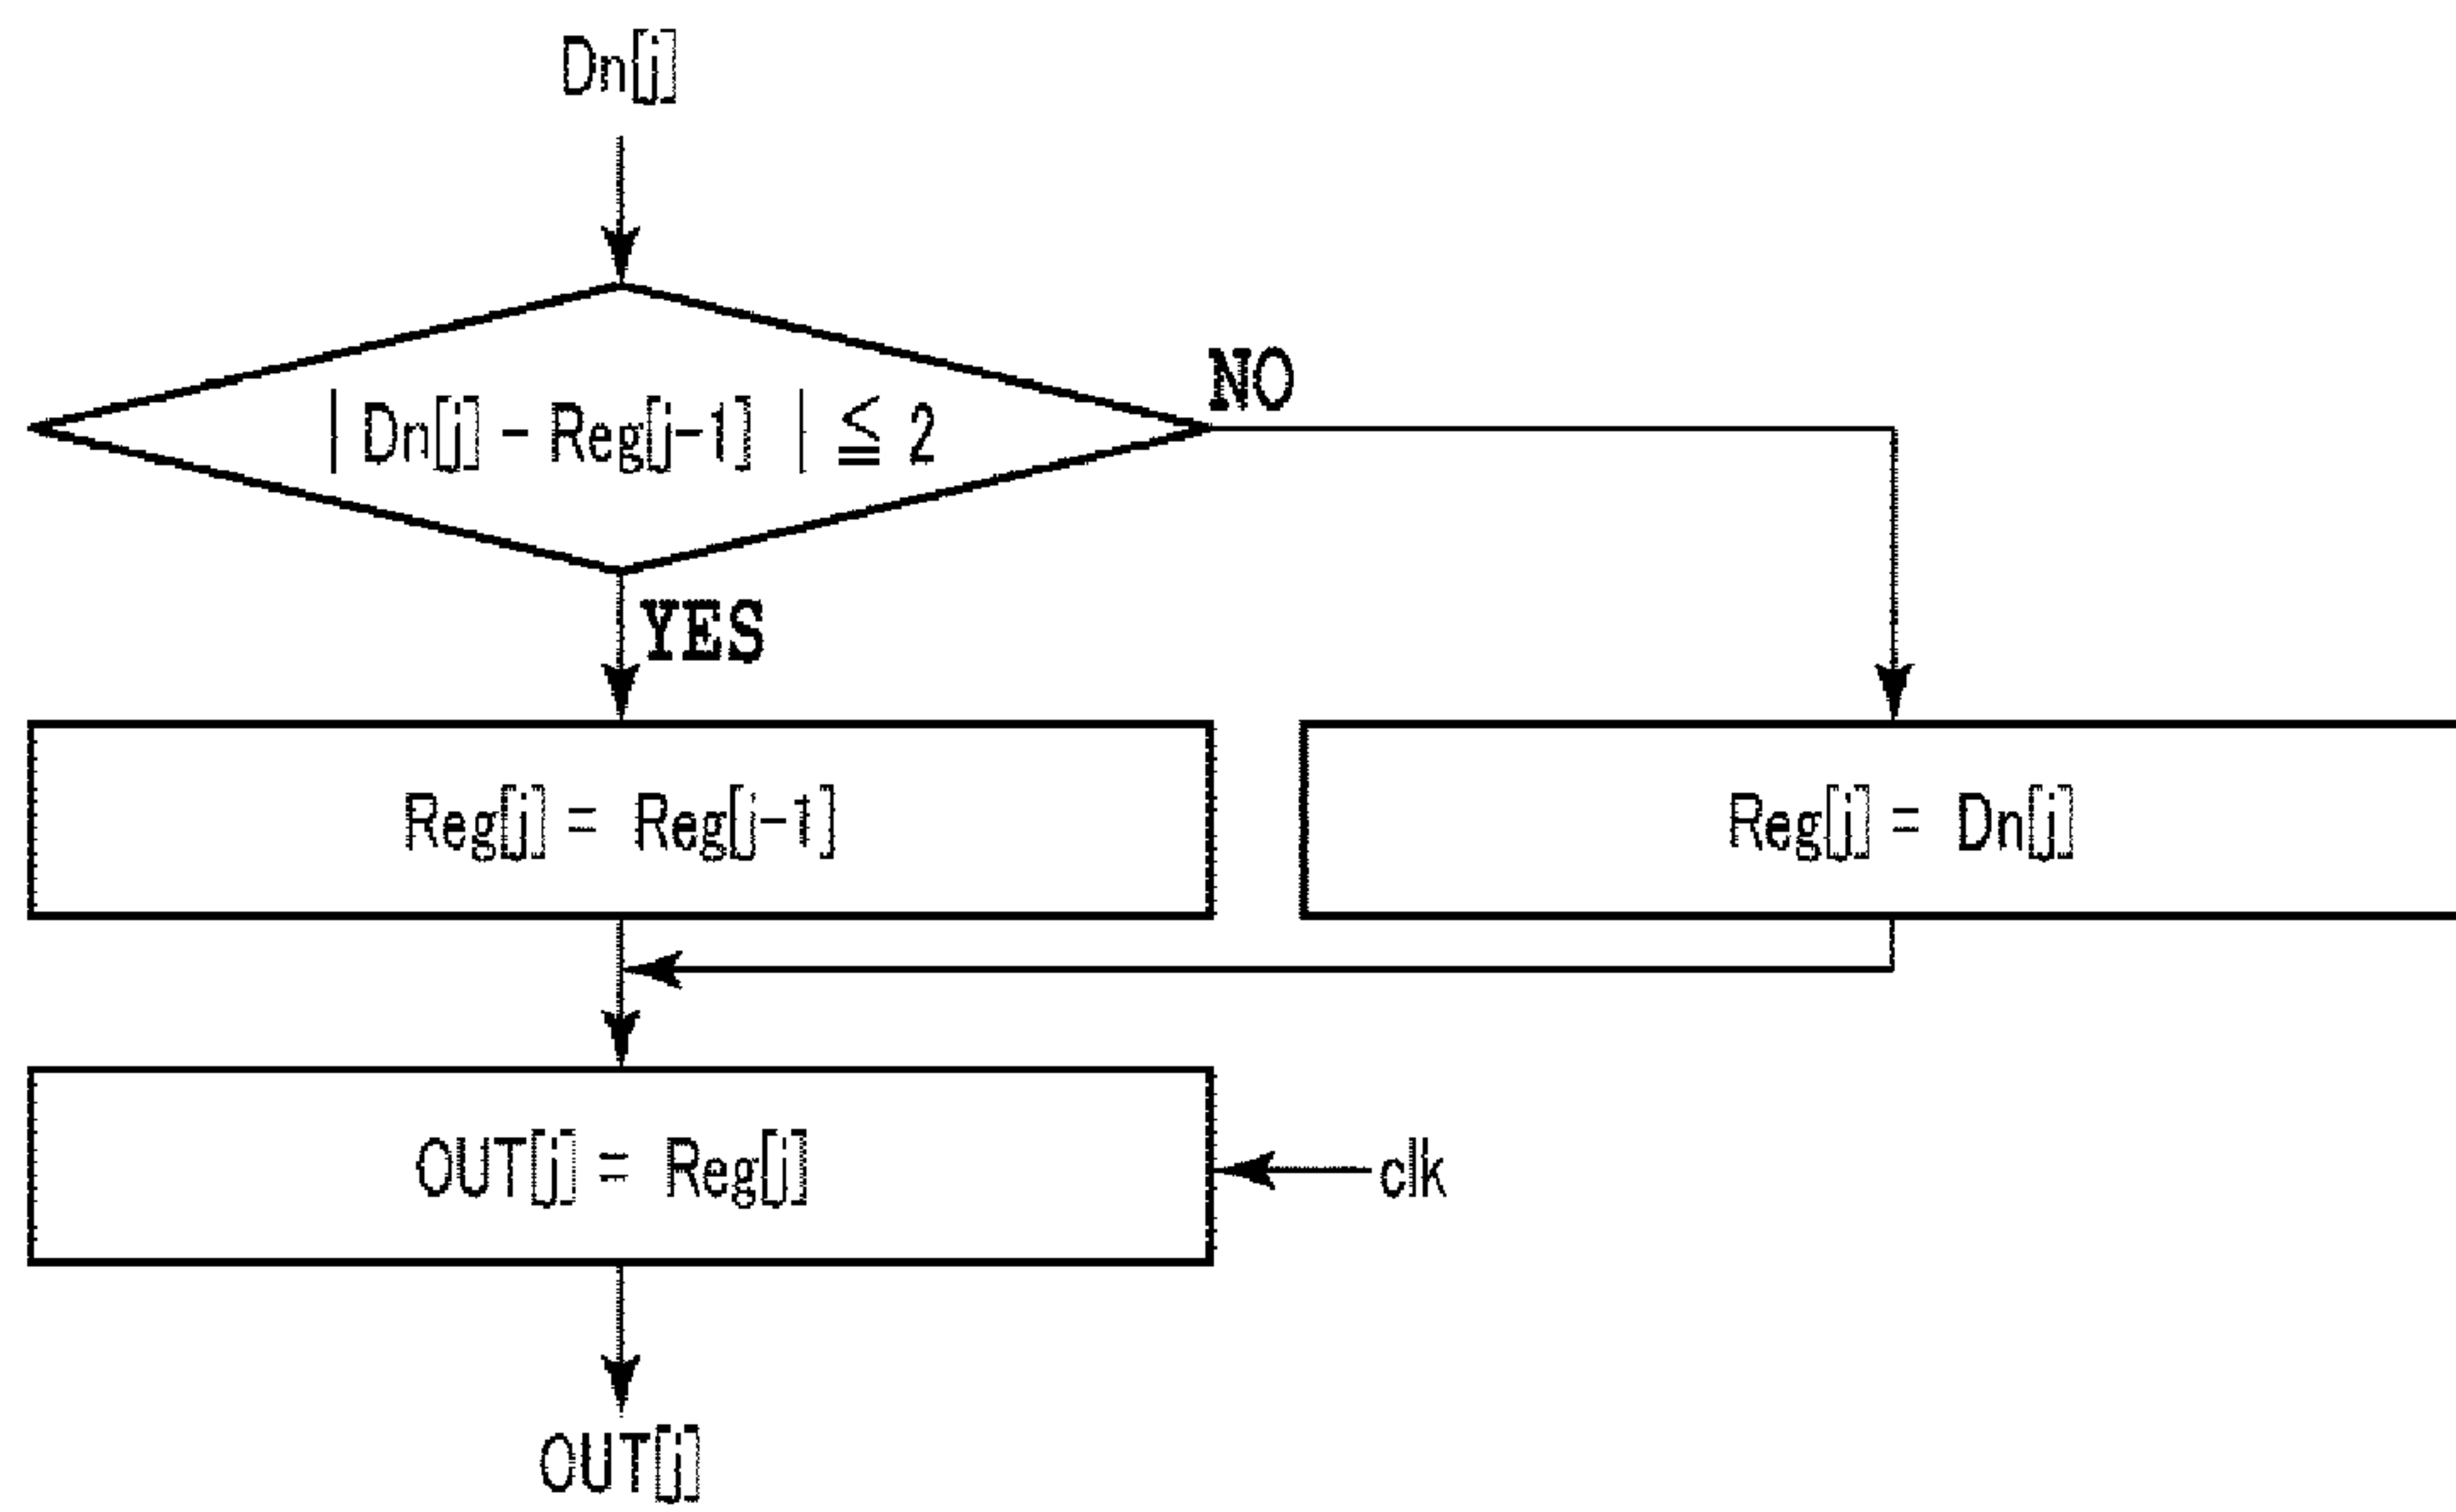 Dn[j]
| Dn[j] - Reg[j-1] | ≦ 2
NO
YES
Reg[j] = Reg[j-1]
Reg[j] = Dn[j]
OUT[j] = Reg[j]
clk
OUT[j]